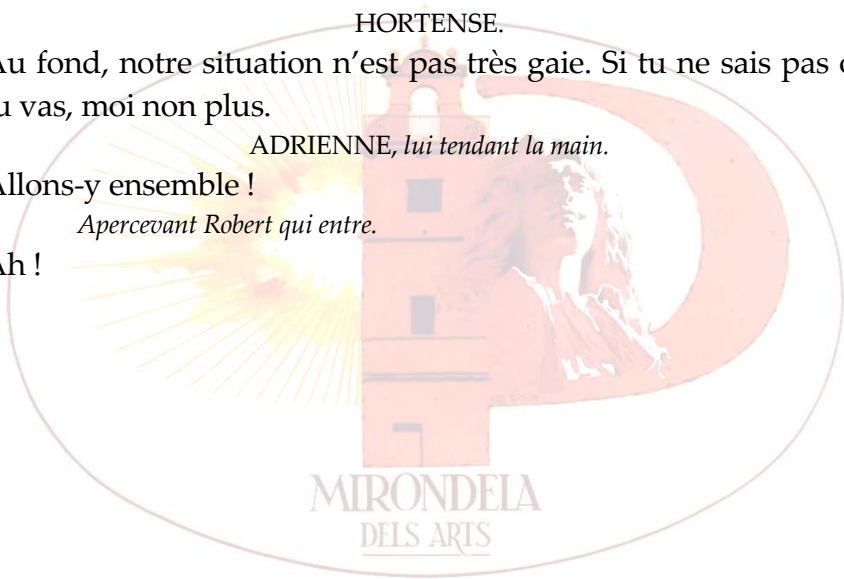 HORTENSE.
Au fond, notre situation n’est pas très gaie. Si tu ne sais pas
u vas, moi non plus.
ADRIENNE, lui tendant la main.
Allons-y ensemble !
Apercevant Robert qui entre.
Ah !
MIRONDELA
DELS ARTS